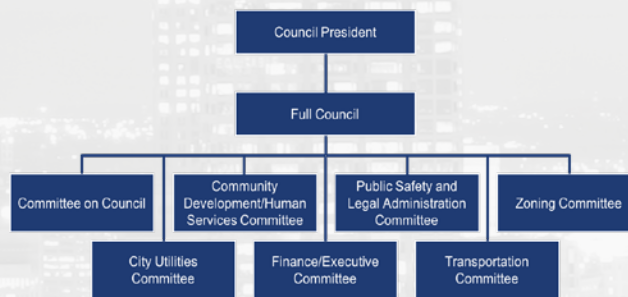 Council President
Full Council
Committee on Council
Community
Development/Human
Services Committee
Public Safety and
Legal Administration
Committee
Zoning Committee
City Utilities
Committee
Finance/Executive
Committee
Transportation
Committee